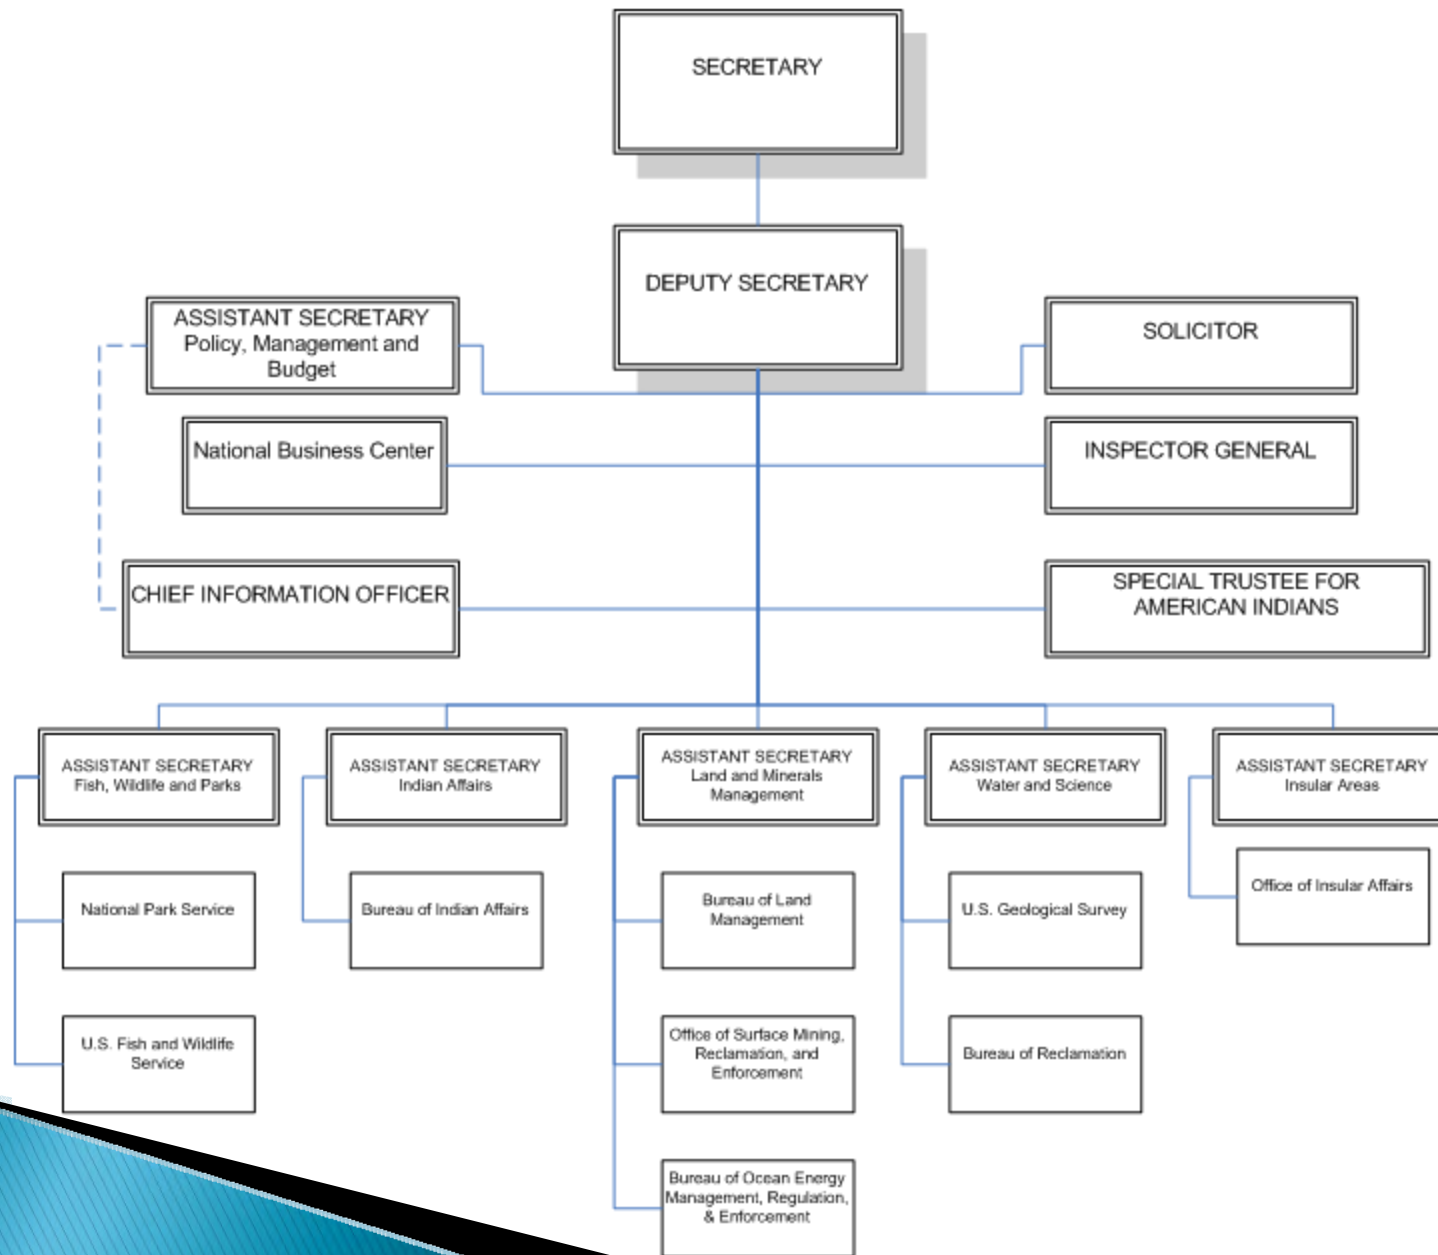 SECRETARY
DEPUTY SECRETARY
ASSISTANT SECRETARY
Policy, Management and
Budget
SOLICITOR
National Business Center
INSPECTOR GENERAL
CHIEF INFORMATION OFFICER
SPECIAL TRUSTEE FOR
AMERICAN INDIANS
ASSISTANT SECRETARY
Fish, Wildlife and Parks
ASSISTANT SECRETARY
Indian Affairs
ASSISTANT SECRETARY
Land and Minerals
Management
ASSISTANT SECRETARY
Water and Science
ASSISTANT SECRETARY
Insular Areas
National Park Service
Bureau of Indian Affairs
Bureau of Land
Management
U.S. Geological Survey
Office of Insular Affairs
U.S. Fish and Wildlife
Service
Office of Surface Mining,
Reclamation, and
Enforcement
Bureau of Reclamation
Bureau of Ocean Energy
Management, Regulation,
& Enforcement